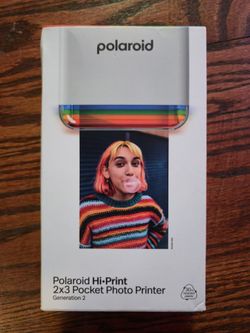 polaroid
Polaroid Hi·Print
2x3 Pocket Photo Printer
Generation 2